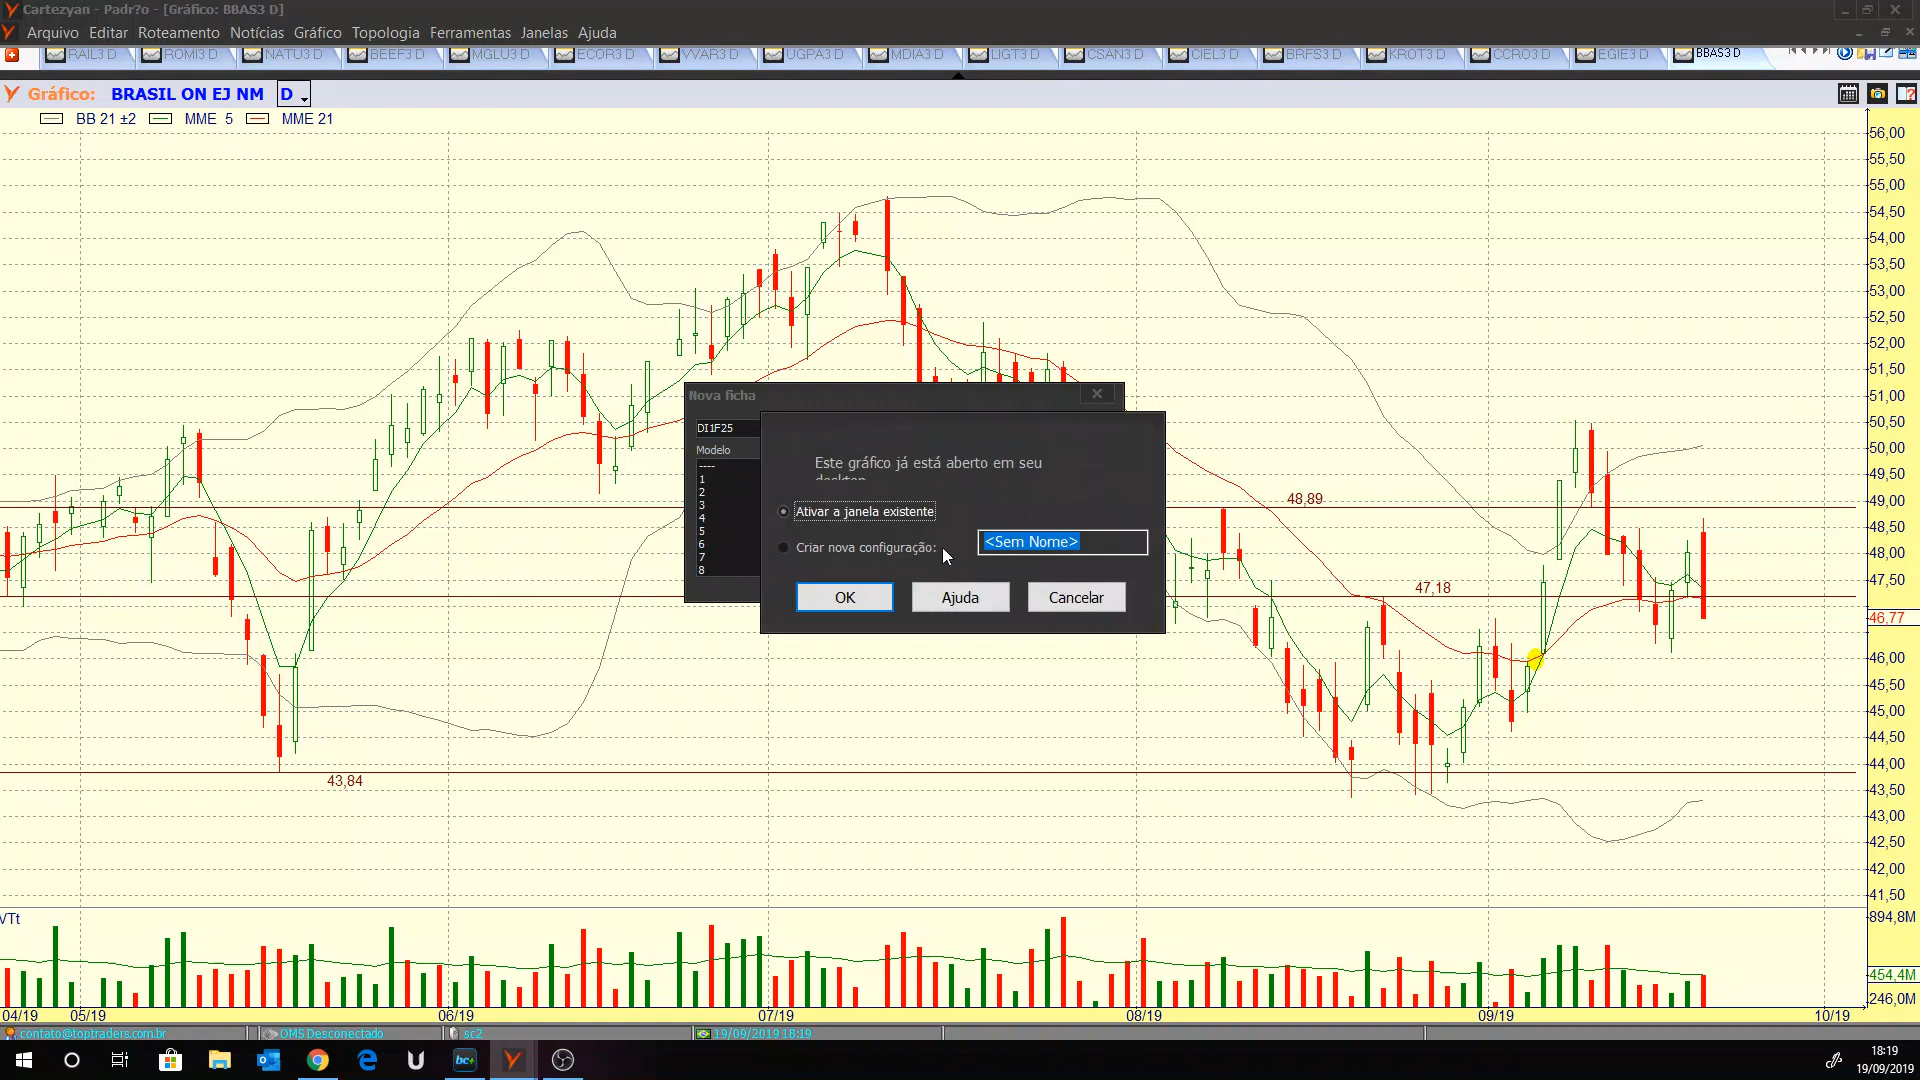 Cartezyan - Padr?o - [Gráfico: BBAS3 D]
Arquivo Editar Roteamento Notícias Gráfico Topologia Ferramentas Janelas Ajuda
RAIL3 D ROMI3 D NATU3 D BEEF3 D MGLU3 D ECOR3 D VVAR3 D UGPA3 D MDIA3 D LIGT3 D CSAN3 D CIEL3 D BRFS3 D KROT3 D CCRO3 D EGIE3 D BBAS3 D
Gráfico: BRASIL ON EJ NM D
BB 21 ±2 MME 5 MME 21
56,00
55,50
55,00
54,50
54,00
53,50
53,00
52,50
52,00
51,50
51,00
50,50
50,00
49,50
49,00
48,50
48,00
47,50
46,77
46,00
45,50
45,00
44,50
44,00
43,50
43,00
42,50
42,00
41,50
48,89
47,18
43,84
Nova ficha
DI1F25
Modelo
----
1
2
3
4
5
6
7
8
Este gráfico já está aberto em seu
desktop
Ativar a janela existente
Criar nova configuração: <Sem Nome>
OK Ajuda Cancelar
VTt
894,8M
454,4M
246,0M
04/19 05/19 06/19 07/19 08/19 09/19 10/19
contato@toptraders.com.br OMS Desconectado sc2 19/09/2019 18:19
bc+
18:19
19/09/2019